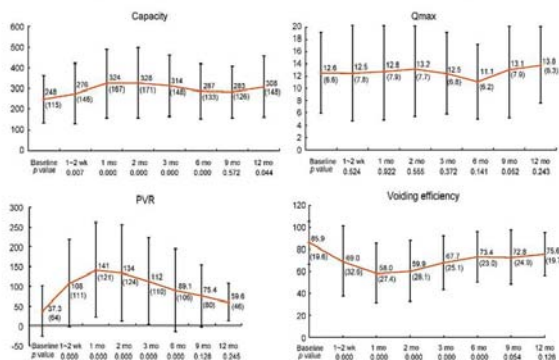 Capacity
600
500
400
300
200
100
0
248 276 324 328 314 287 283 308
(115) (148) (167) (171) (148) (133) (126) (148)
Baseline 1~2 wk 1 mo 2 mo 3 mo 6 mo 9 mo 12 mo
p value 0.007 0.000 0.000 0.000 0.000 0.572 0.044
Qmax
20
18
16
14
12
10
8
6
4
2
0
12.6 12.5 12.8 13.2 12.5 11.1 13.1 13.8
(6.6) (7.8) (7.9) (7.7) (6.8) (6.2) (7.9) (6.3)
Baseline 1~2 wk 1 mo 2 mo 3 mo 6 mo 9 mo 12 mo
p value 0.524 0.922 0.555 0.372 0.141 0.052 0.243
PVR
300
250
200
150
100
50
0
-50
37.3 108 141 134 112 89.1 75.4 59.6
(64) (111) (121) (124) (110) (106) (80) (46)
Baseline 1~2 wk 1 mo 2 mo 3 mo 6 mo 9 mo 12 mo
p value 0.000 0.000 0.000 0.000 0.000 0.128 0.245
Voiding efficiency
120
100
80
60
40
20
0
85.9 69.0 58.0 59.9 67.7 73.4 72.8 75.6
(19.6) (32.6) (27.4) (28.1) (25.1) (23.0) (24.9)
Baseline 1~2 wk 1 mo 2 mo 3 mo 6 mo 9 mo 12 mo
p value 0.000 0.000 0.000 0.000 0.000 0.054